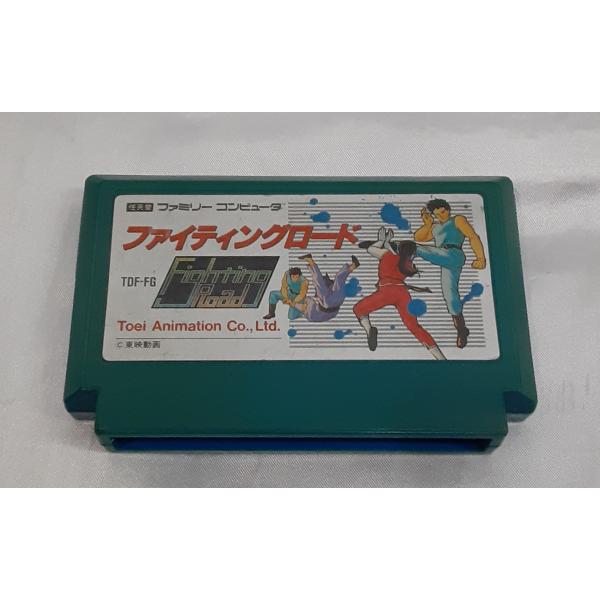 任天堂 ファミリー コンピュータ
ファイティングロード
TDF-FG
Fighting
Road
Toei Animation Co., Ltd.
© 東映動画